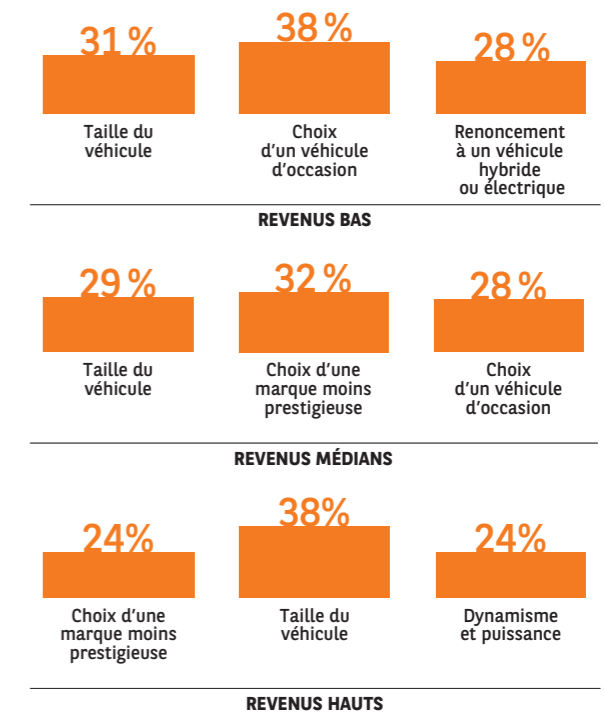 31 %
38 %
28 %
Taille du
véhicule
Choix
d'un véhicule
d'occasion
Renoncement
à un véhicule
hybride
ou électrique
REVENUS BAS
29 %
32 %
28 %
Taille du
véhicule
Choix d'une
marque moins
prestigieuse
Choix
d'un véhicule
d'occasion
REVENUS MÉDIANS
24%
38%
24%
Choix d'une
marque moins
prestigieuse
Taille du
véhicule
Dynamisme
et puissance
REVENUS HAUTS